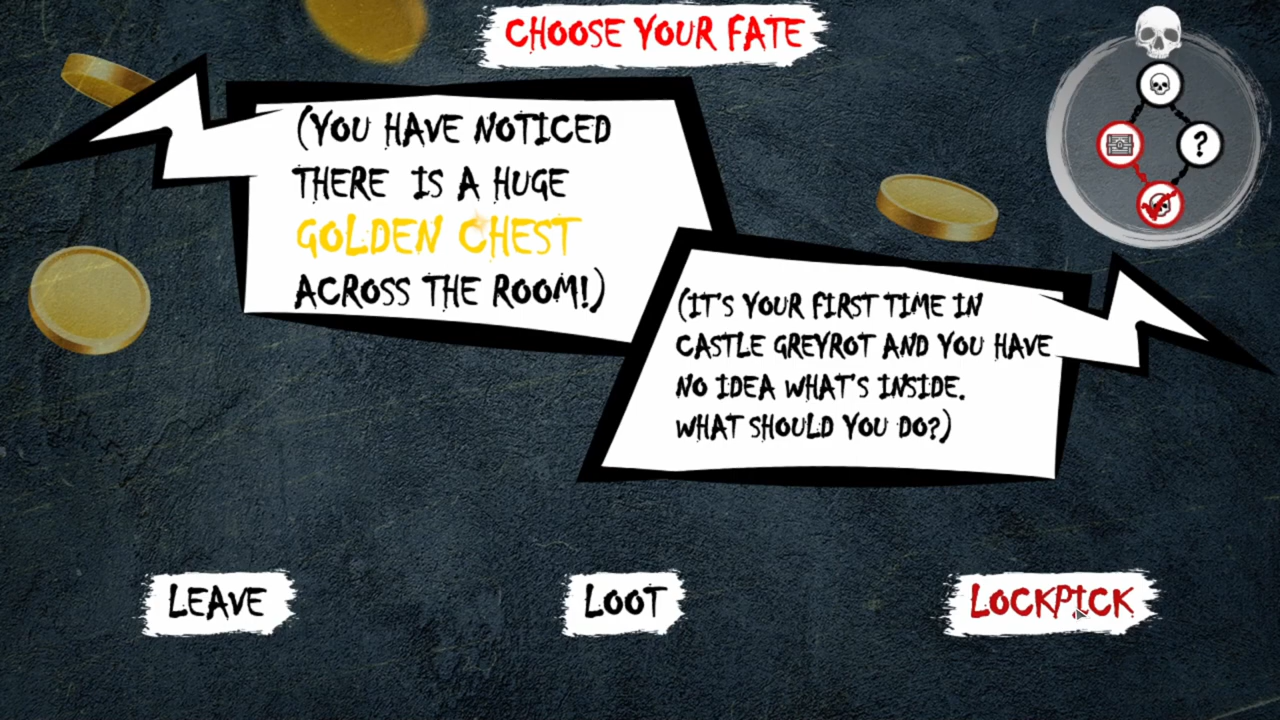 CHOOSE YOUR FATE
(YOU HAVE NOTICED
THERE IS A HUGE
GOLDEN CHEST
ACROSS THE ROOM!)
(IT'S YOUR FIRST TIME IN
CASTLE GREYROT AND YOU HAVE
NO IDEA WHAT'S INSIDE.
WHAT SHOULD YOU DO?)
?
LEAVE
LOOT
LOCKPICK